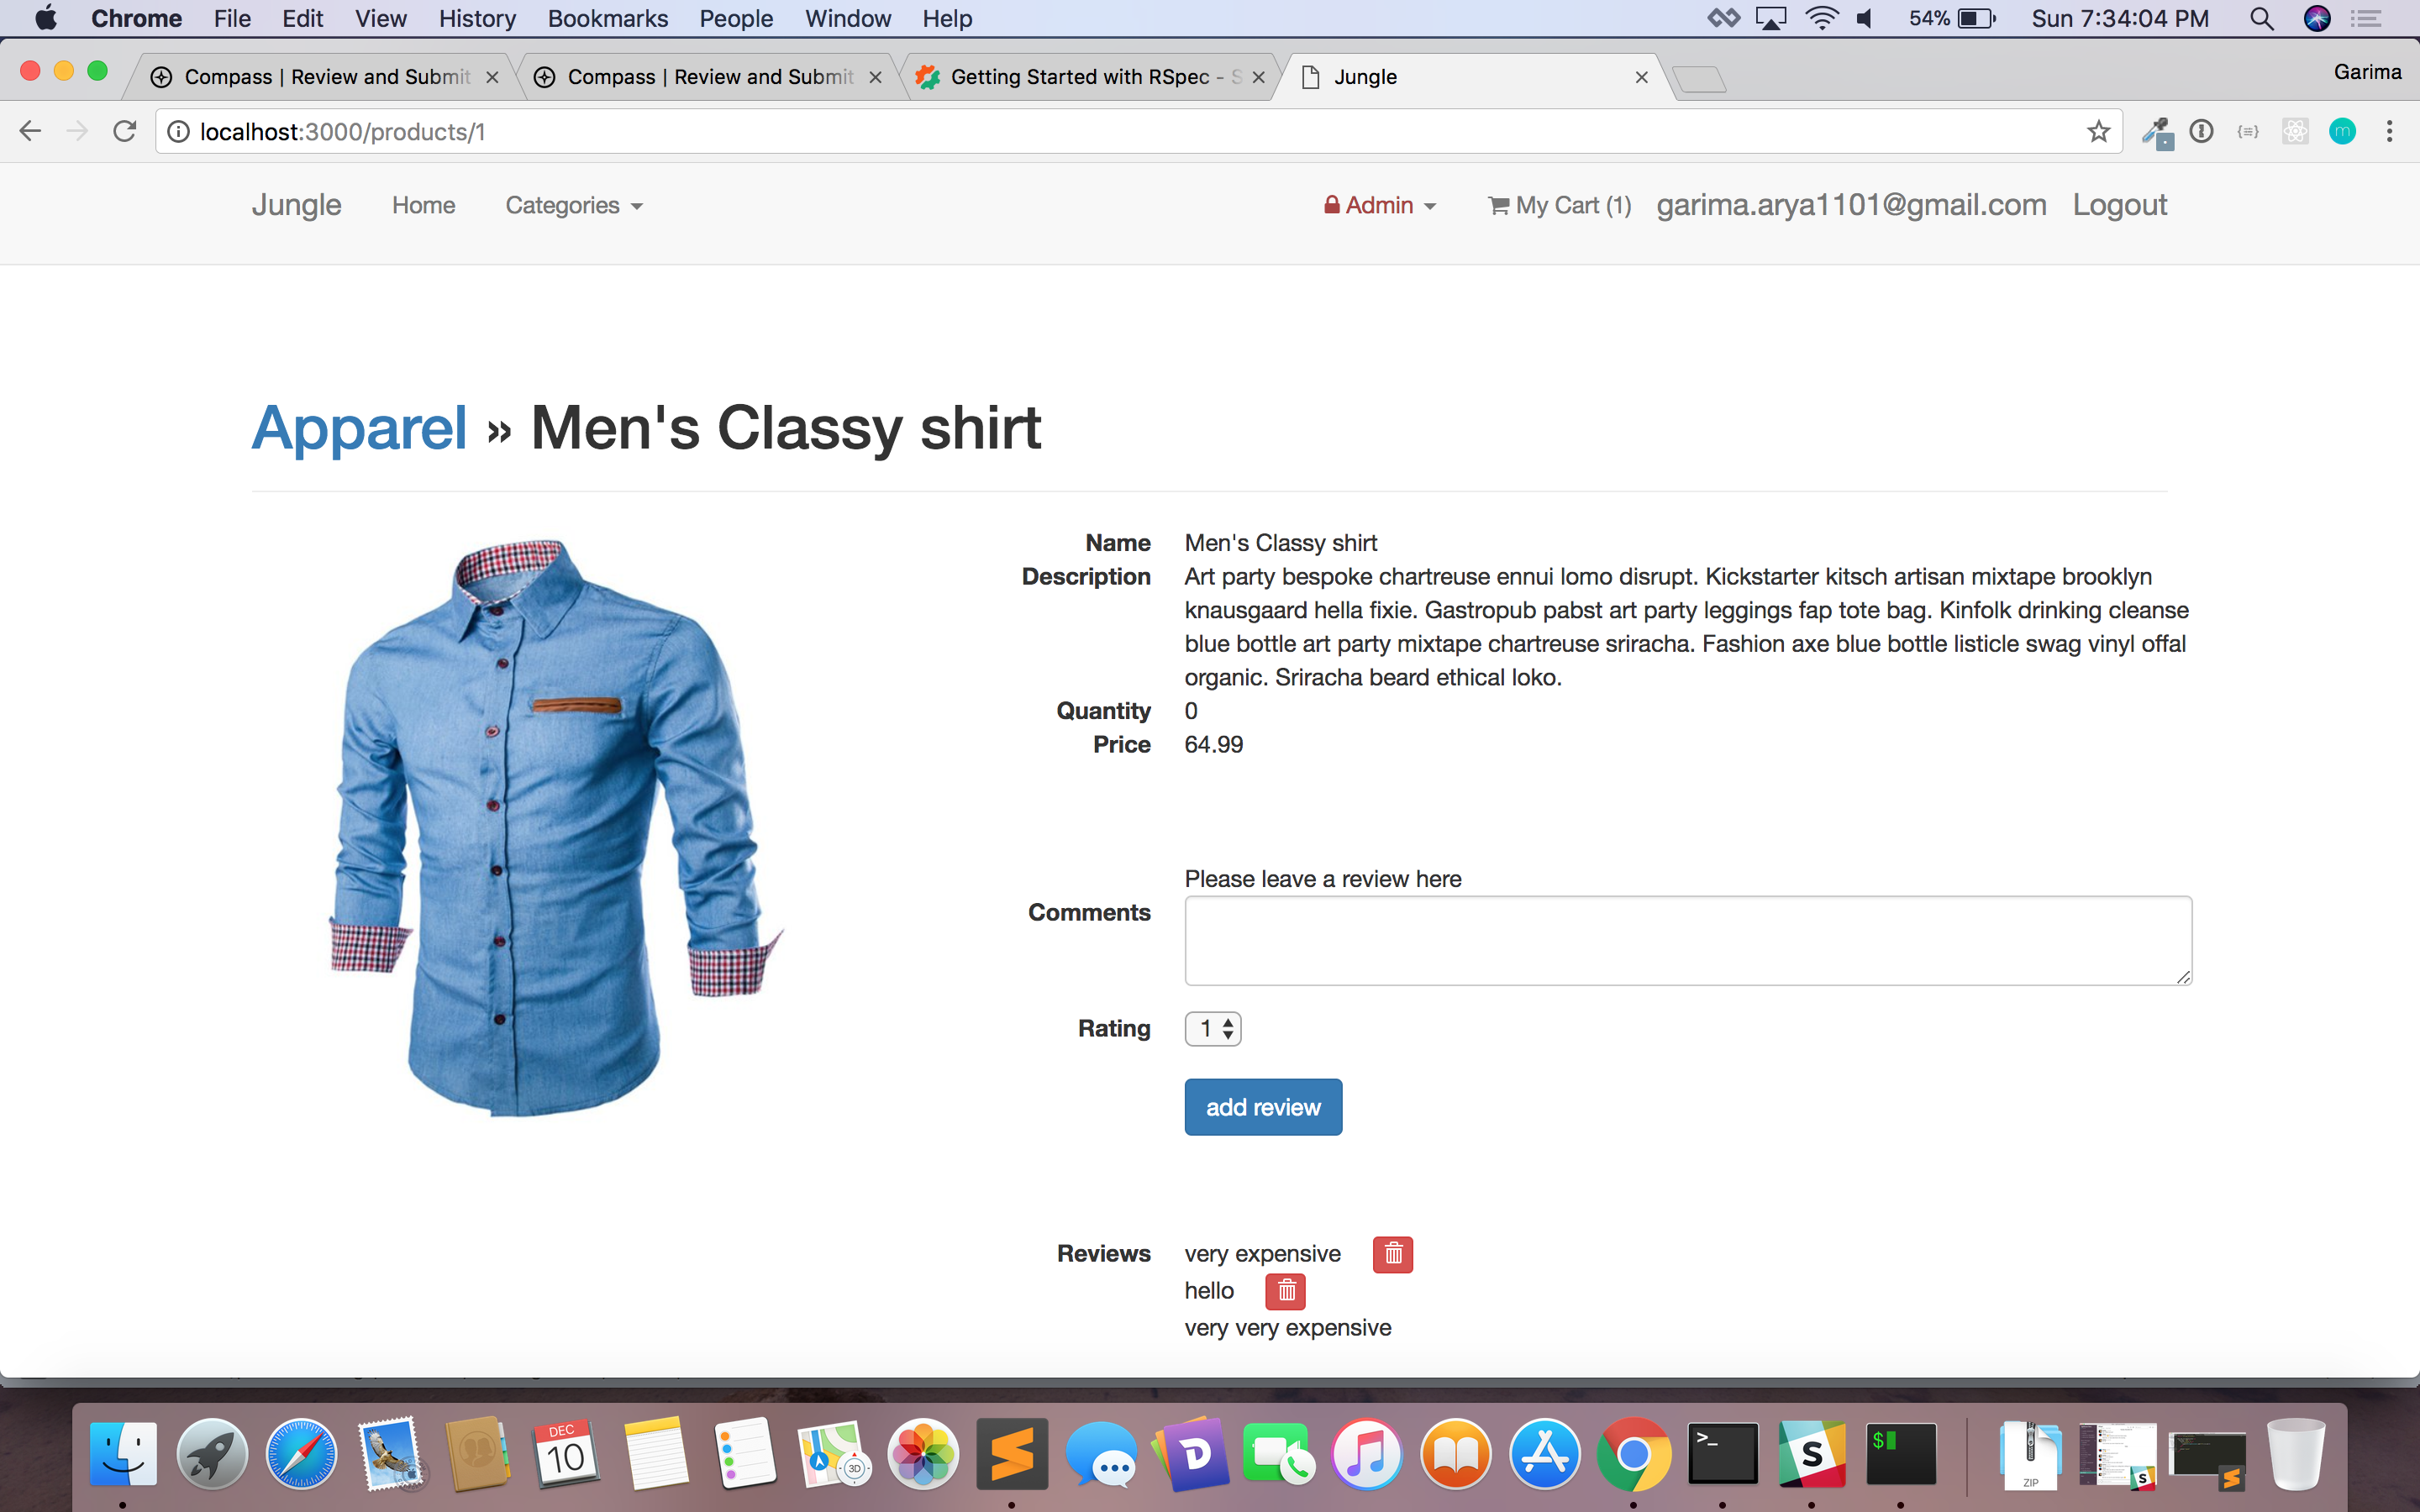 Chrome File Edit View History Bookmarks People Window Help 54% Sun 7:34:04 PM
Compass | Review and Submit Compass | Review and Submit Getting Started with RSpec - S Jungle Garima
localhost:3000/products/1
Jungle Home Categories Admin My Cart (1) garima.arya1101@gmail.com Logout
Apparel » Men's Classy shirt
Name Men's Classy shirt
Description Art party bespoke chartreuse ennui lomo disrupt. Kickstarter kitsch artisan mixtape brooklyn
knausgaard hella fixie. Gastropub pabst art party leggings fap tote bag. Kinfolk drinking cleanse
blue bottle art party mixtape chartreuse sriracha. Fashion axe blue bottle listicle swag vinyl offal
organic. Sriracha beard ethical loko.
Quantity 0
Price 64.99
Please leave a review here
Comments
Rating 1
add review
Reviews very expensive
hello
very very expensive
DEC
10
3D
ZIP